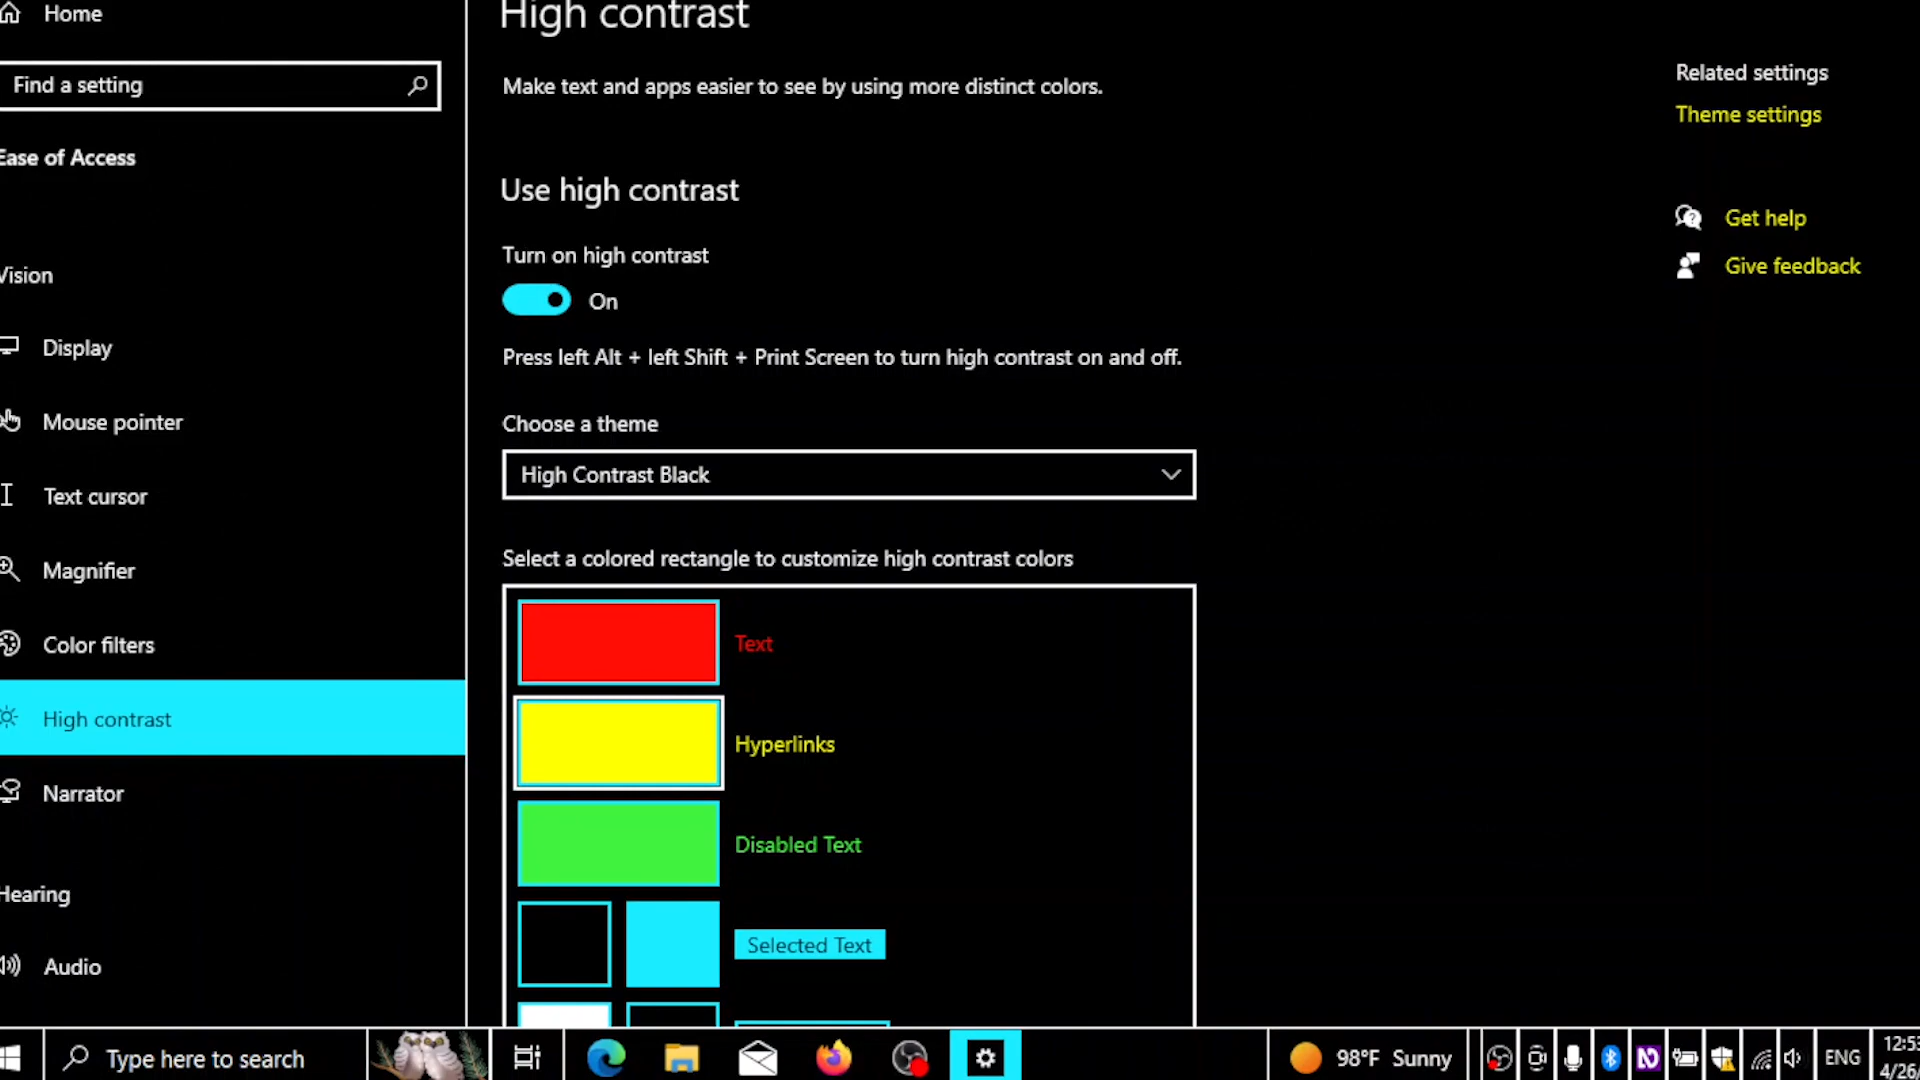 Home
Find a setting
Ease of Access
Vision
Display
Mouse pointer
Text cursor
Magnifier
Color filters
High contrast
Narrator
Hearing
Audio
High contrast
Make text and apps easier to see by using more distinct colors.
Use high contrast
Turn on high contrast
On
Press left Alt + left Shift + Print Screen to turn high contrast on and off.
Choose a theme
High Contrast Black
Select a colored rectangle to customize high contrast colors
Text
Hyperlinks
Disabled Text
Selected Text
Related settings
Theme settings
Get help
Give feedback
Type here to search
98°F Sunny
ENG
12:53
4/26/